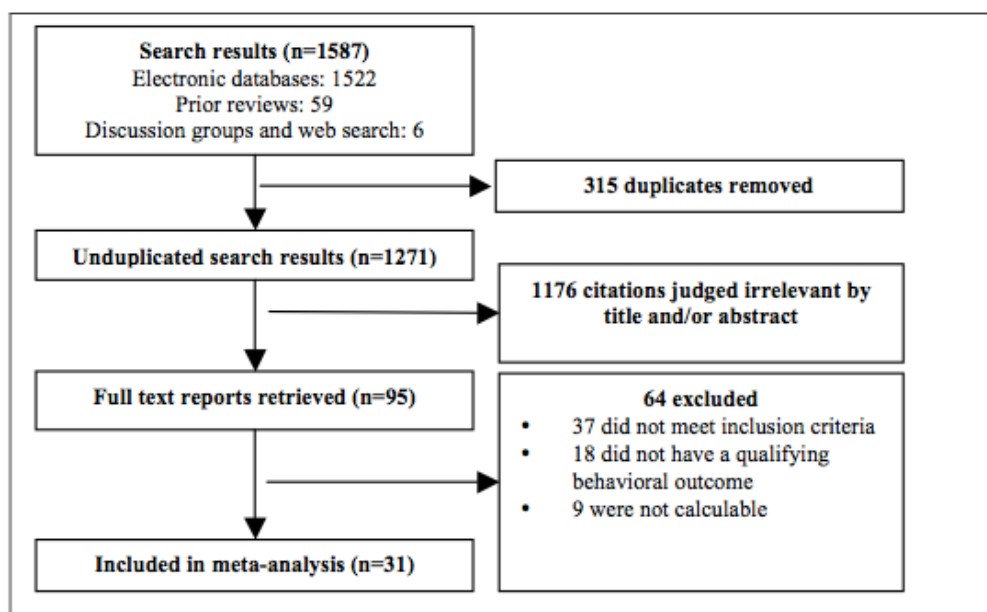 Search results (n=1587)
Electronic databases: 1522
Prior reviews: 59
Discussion groups and web search: 6
315 duplicates removed
Unduplicated search results (n=1271)
1176 citations judged irrelevant by
title and/or abstract
Full text reports retrieved (n=95)
64 excluded
• 37 did not meet inclusion criteria
• 18 did not have a qualifying
behavioral outcome
• 9 were not calculable
Included in meta-analysis (n=31)